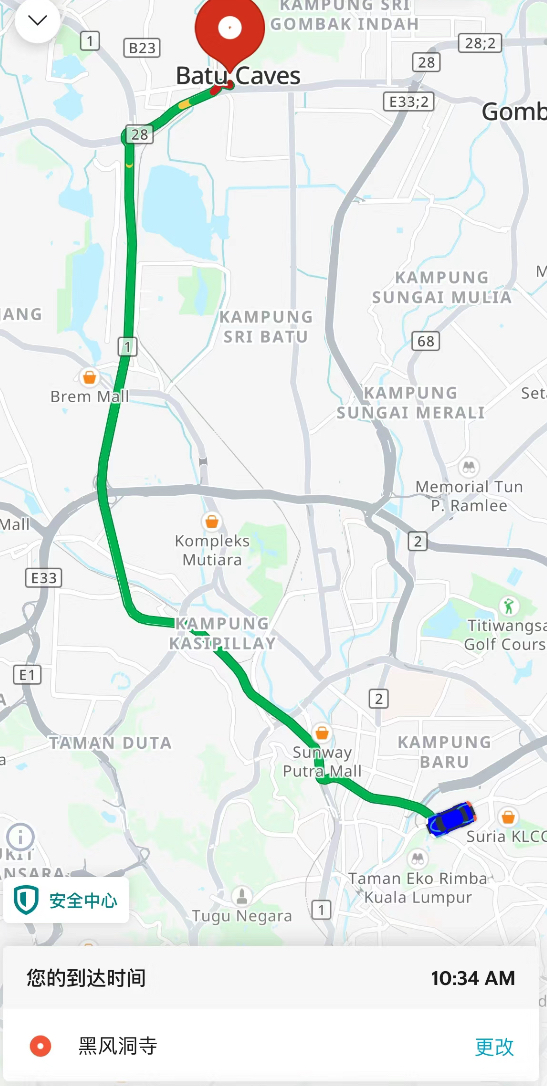 KAMPUNG SRI
GOMBAK INDAH
1
B23
28;2
28
Batu Caves
E33;2
28
KAMPUNG
SUNGAI MULIA
KAMPUNG
SRI BATU
68
1
Brem Mall
KAMPUNG
SUNGAI MERALI
Memorial Tun
P. Ramlee
Kompleks
Mutiara
2
Mall
E33
KAMPUNG
KASIPILLAY
Titiwangsa
Golf Cours
E1
2
TAMAN DUTA
Sunway
Putra Mall
KAMPUNG
BARU
Suria KLCC
Taman Eko Rimba
Kuala Lumpur
安全中心
Tugu Negara
1
您的到达时间
10:34 AM
黑风洞寺
更改